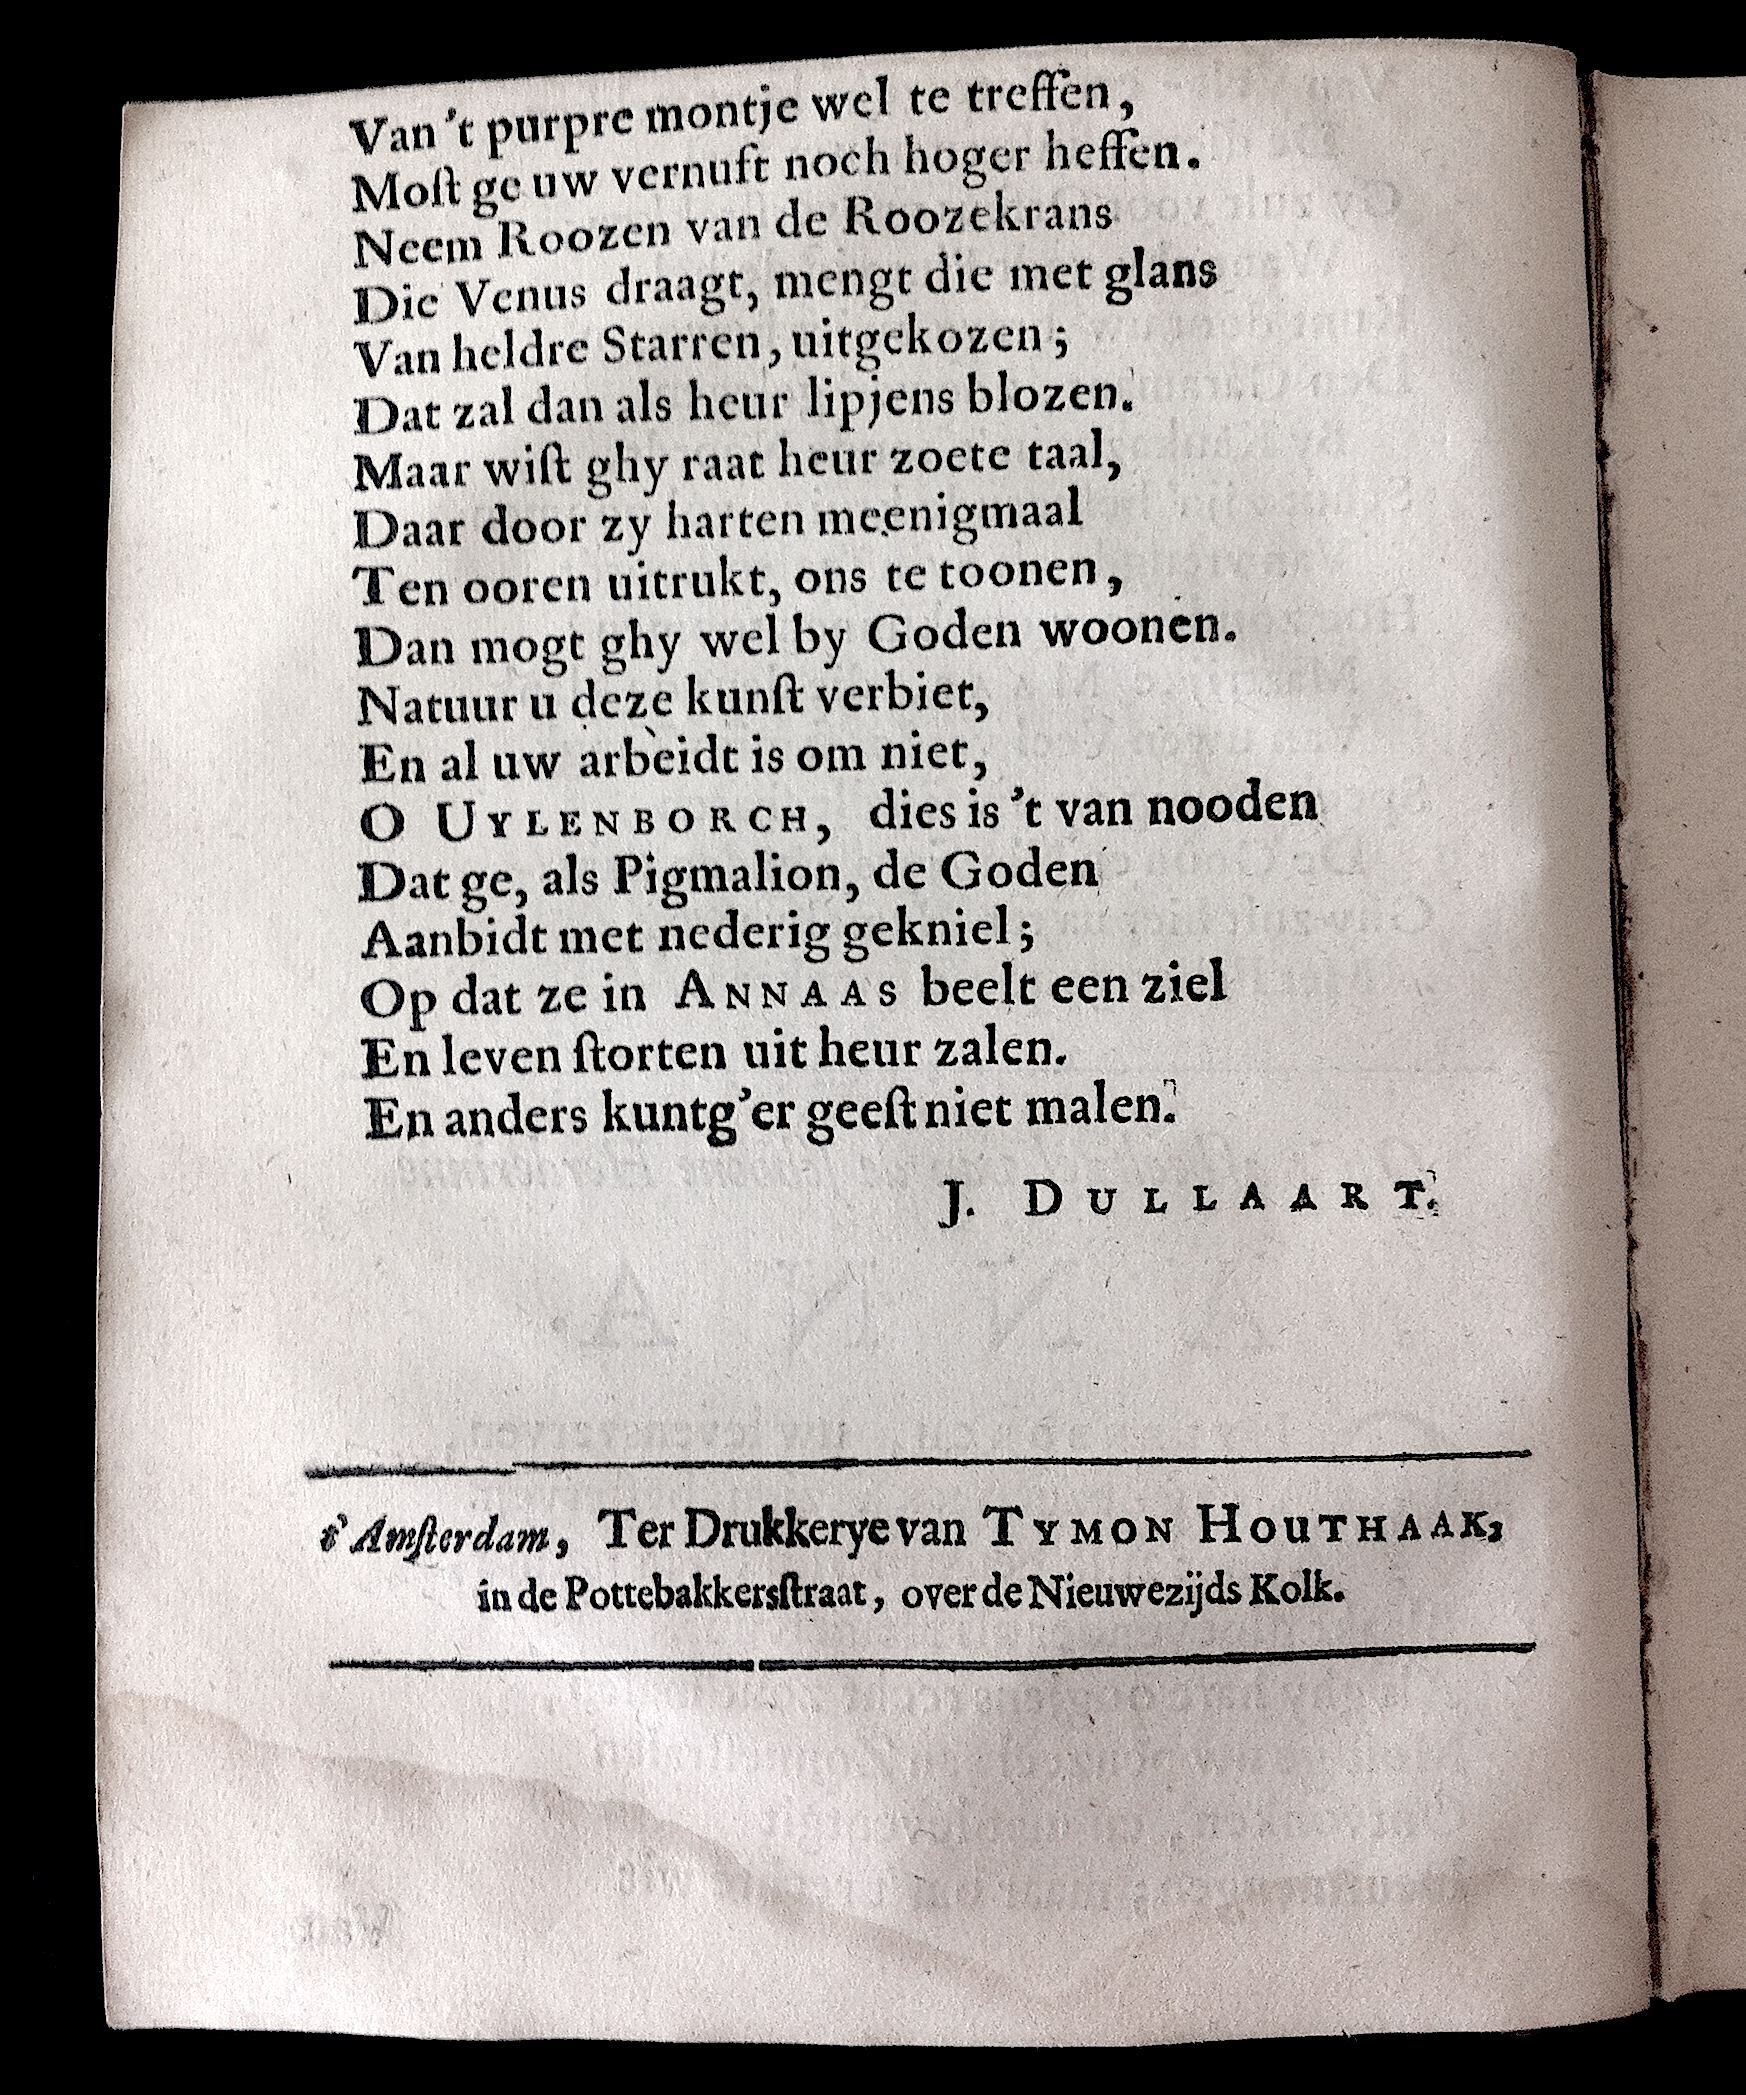 Van 't purpre montje wel te treffen,
Moſt ge uw vernuft noch hoger heffen.
Neem Roozen van de Roozekrans
Die Venus draagt, mengt die met glans
Van heldre Starren, uitgekozen;
Dat zal dan als heur lipjens blozen.
Maar wiſt ghy raat heur zoete taal,
Daar door zy harten meenigmaal
Ten ooren uitrukt, ons te toonen,
Dan mogt ghy wel by Goden woonen.
Natuur u deze kunſt verbiet,
En al uw arbeidt is om niet,
O UYLENBORCH, dies is 't van nooden
Dat ge, als Pigmalion, de Goden
Aanbidt met nederig gekniel;
Op dat ze in ANNAAS beelt een ziel
En leven ſtorten uit heur zalen.
En anders kuntg'er geeſt niet malen.
J. DULLAART.
t' Amſterdam, Ter Drukkerye van TYMON HOUTHAAK,
in de Pottebakkersſtraat, over de Nieuwezijds Kolk.